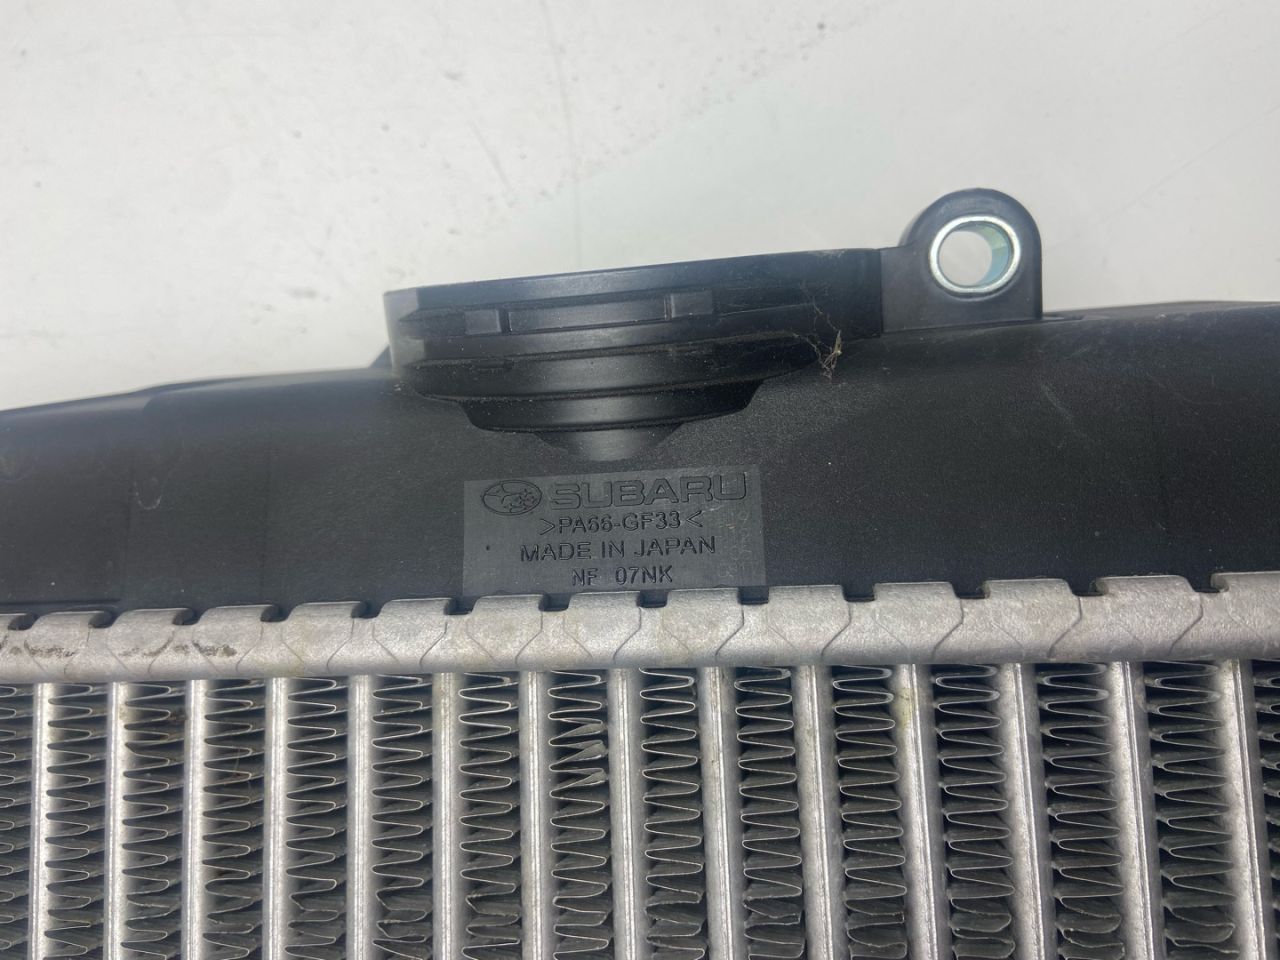 SUBARU
>PA66-GF33<
MADE IN JAPAN
NF 07NK